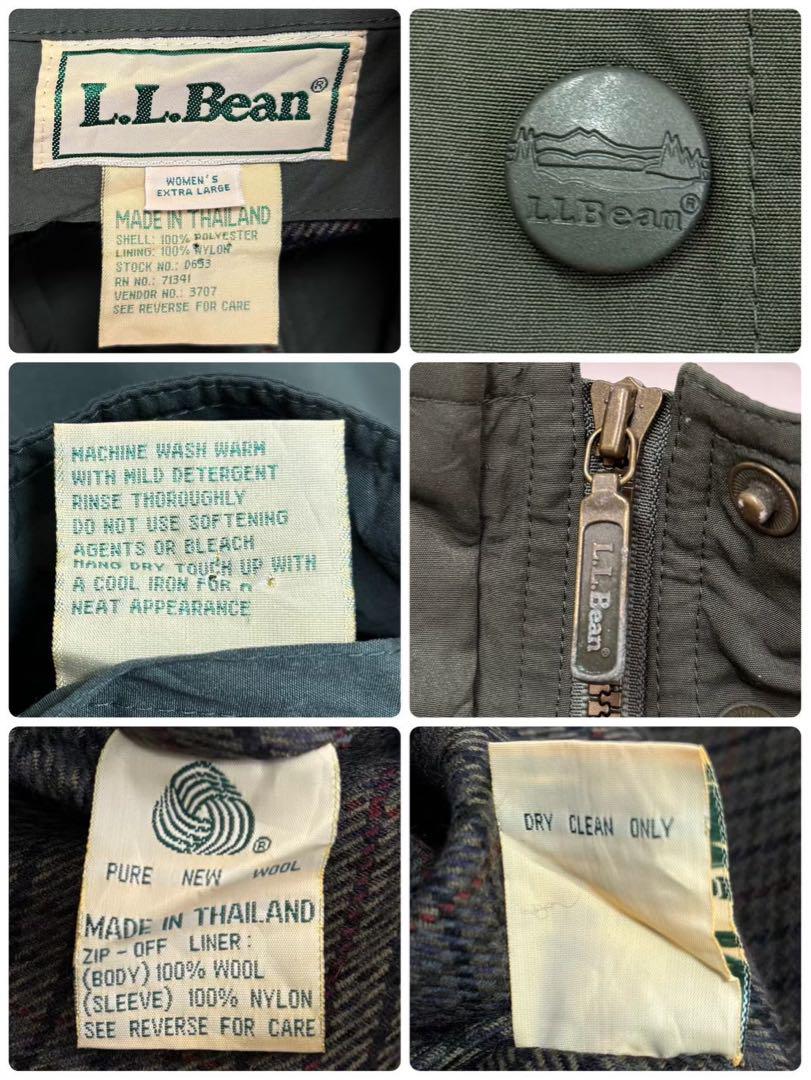 L.L.Bean®
WOMEN'S
EXTRA LARGE
MADE IN THAILAND
SHELL: 100% POLYESTER
LINING: 100% NYLON
STOCK NO.: D653
RN NO.: 71341
VENDOR NO.: 3707
SEE REVERSE FOR CARE
LLBean®
MACHINE WASH WARM
WITH MILD DETERGENT
RINSE THOROUGHLY
DO NOT USE SOFTENING
AGENTS OR BLEACH
HANG DRY TOUCH UP WITH
A COOL IRON FOR
NEAT APPEARANCE
L.L.Bean®
®
PURE NEW WOOL
MADE IN THAILAND
ZIP-OFF LINER:
(BODY) 100% WOOL
(SLEEVE) 100% NYLON
SEE REVERSE FOR CARE
DRY CLEAN ONLY